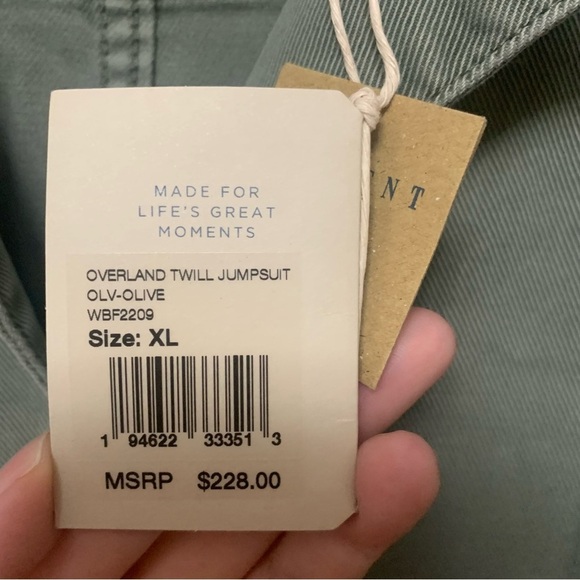 MADE FOR
LIFE'S GREAT
MOMENTS
OVERLAND TWILL JUMPSUIT
OLV-OLIVE
WBF2209
Size: XL
1 94622 33351 3
MSRP $228.00